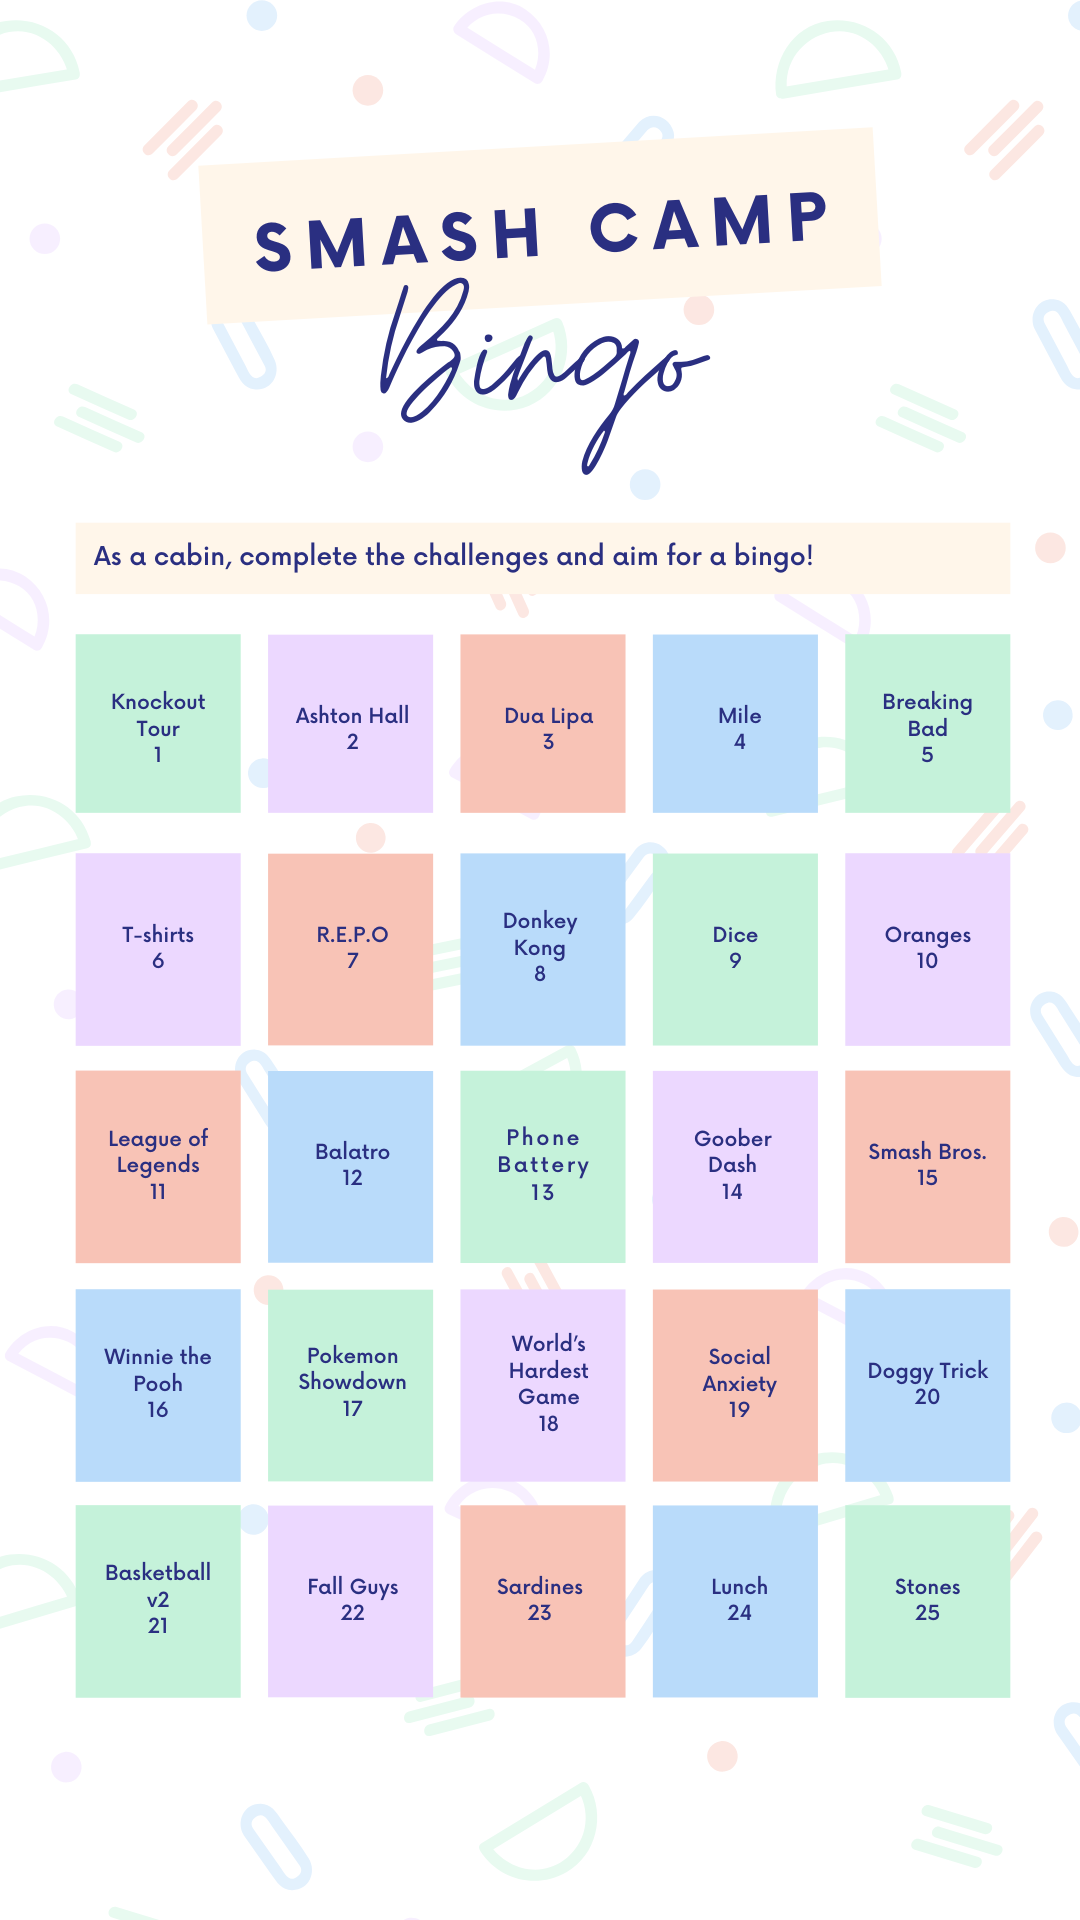 SMASH CAMP
Bingo
As a cabin, complete the challenges and aim for a bingo!
Knockout
Tour
1
Ashton Hall
2
Dua Lipa
3
Mile
4
Breaking
Bad
5
T-shirts
6
R.E.P.O
7
Donkey
Kong
8
Dice
9
Oranges
10
League of
Legends
11
Balatro
12
Phone
Battery
13
Goober
Dash
14
Smash Bros.
15
Winnie the
Pooh
16
Pokemon
Showdown
17
World's
Hardest
Game
18
Social
Anxiety
19
Doggy Trick
20
Basketball
v2
21
Fall Guys
22
Sardines
23
Lunch
24
Stones
25